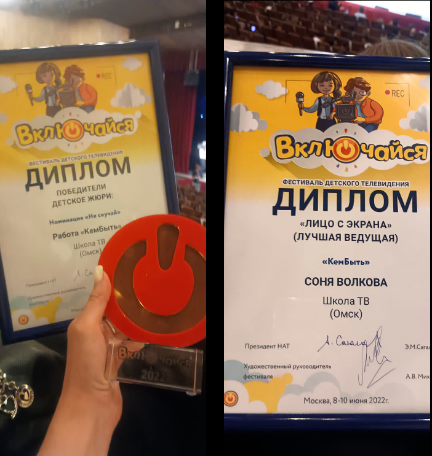 REC
Включайся
ФЕСТИВАЛЬ ДЕТСКОГО ТЕЛЕВИДЕНИЯ
ДИПЛОМ
ПОБЕДИТЕЛИ
ДЕТСКОЕ ЖЮРИ:
Номинация «Не скучай»
Работа «КемБыть»
Школа ТВ
(Омск)
Включайся
2022
REC
Включайся
ФЕСТИВАЛЬ ДЕТСКОГО ТЕЛЕВИДЕНИЯ
ДИПЛОМ
«ЛИЦО С ЭКРАНА»
(ЛУЧШАЯ ВЕДУЩАЯ)
«КемБыть»
СОНЯ ВОЛКОВА
Школа ТВ
(Омск)
Президент НАТ
Художественный руководитель
фестиваля
А.В.
Москва, 8-10 июня 2022г.